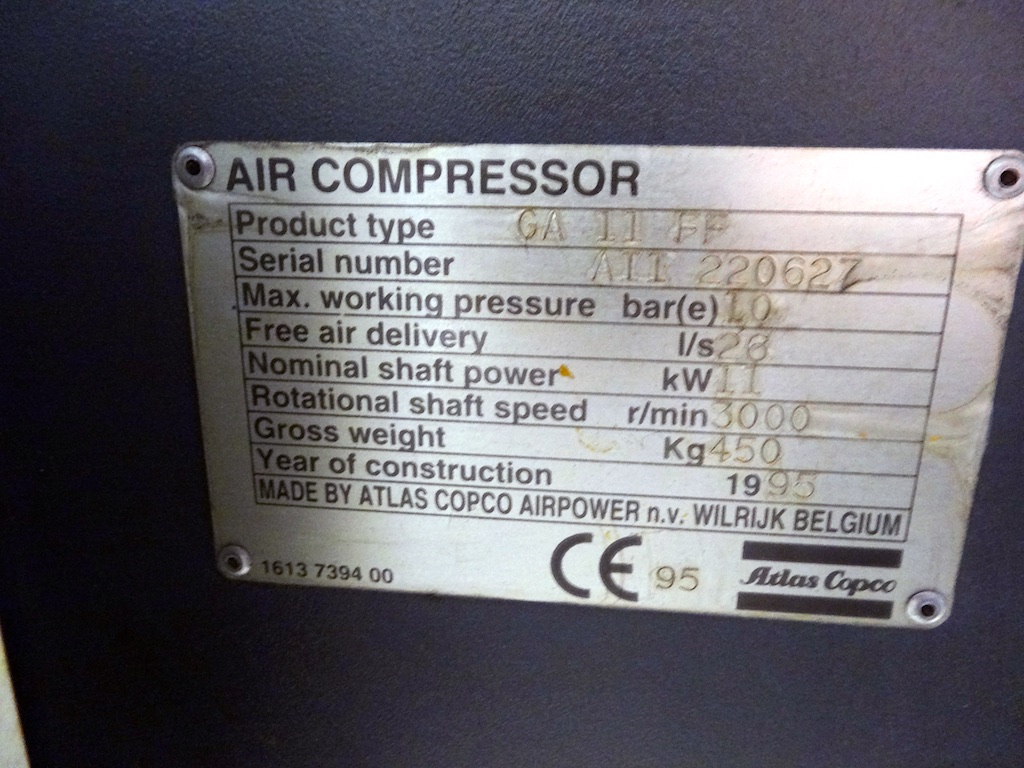 AIR COMPRESSOR
Product type GA 11 FF
Serial number AII 220627
Max. working pressure bar(e) 10
Free air delivery l/s 28
Nominal shaft power kW 11
Rotational shaft speed r/min 3000
Gross weight Kg 450
Year of construction 1995
MADE BY ATLAS COPCO AIRPOWER n.v. WILRIJK BELGIUM
1613 7394 00
CE 95
Atlas Copco